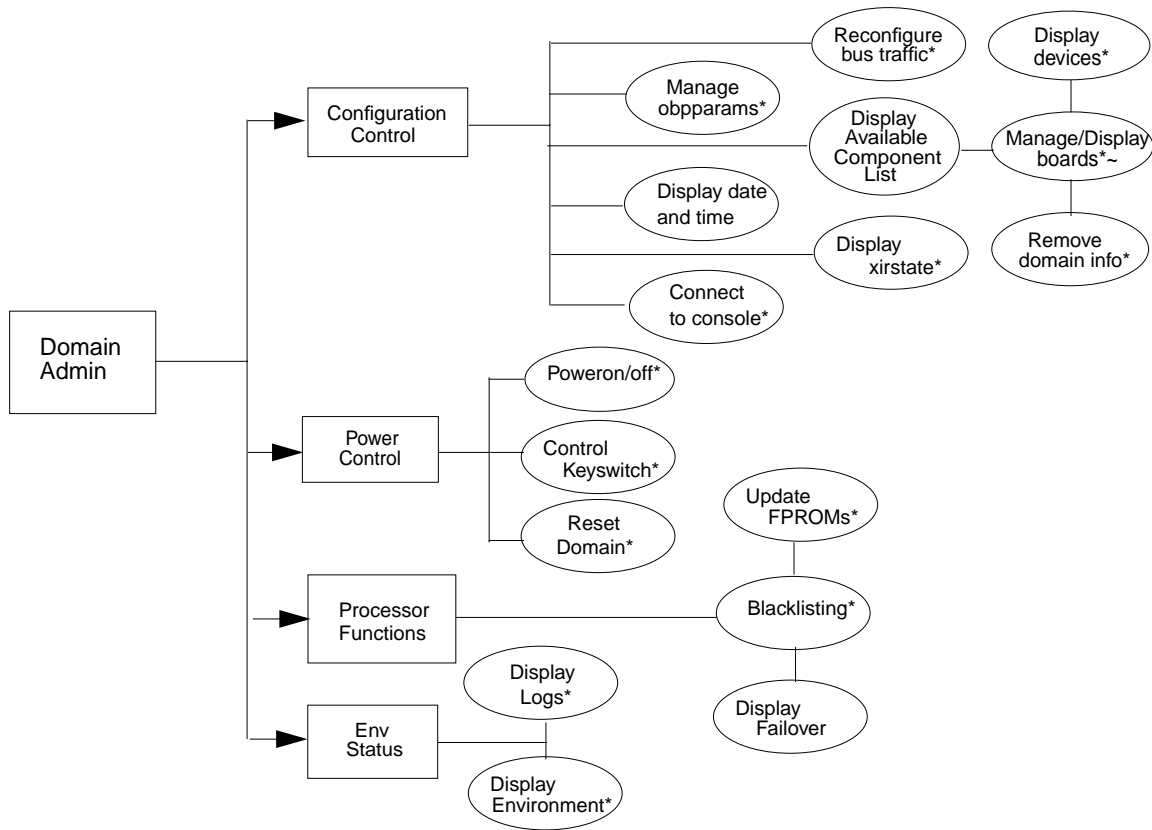 Reconfigure
bus traffic*
Display
devices*
Manage
obpparams*
Configuration
Control
Display
Available
Component
List
Manage/Display
boards*~
Display date
and time
Display
xirstate*
Remove
domain info*
Connect
to console*
Domain
Admin
Poweron/off*
Power
Control
Control
Keyswitch*
Reset
Domain*
Update
FPROMs*
Processor
Functions
Blacklisting*
Display
Logs*
Display
Failover
Env
Status
Display
Environment*